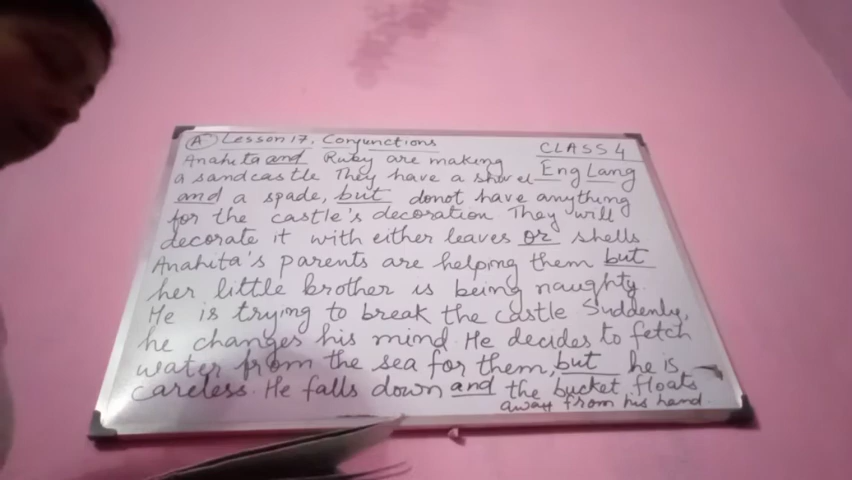 A Lesson 17, Conjunctions
CLASS 4
Eng Lang
Anahita and Ruby are making
a sandcastle They have a shovel
and a spade, but donot have anything
for the castle's decoration They will
decorate it with either leaves or shells
Anahita's parents are helping them but
her little brother is being naughty.
He is trying to break the castle Suddenly,
he changes his mind. He decides to fetch
water from the sea for them, but he is
careless. He falls down and the bucket floats
away from his hand.